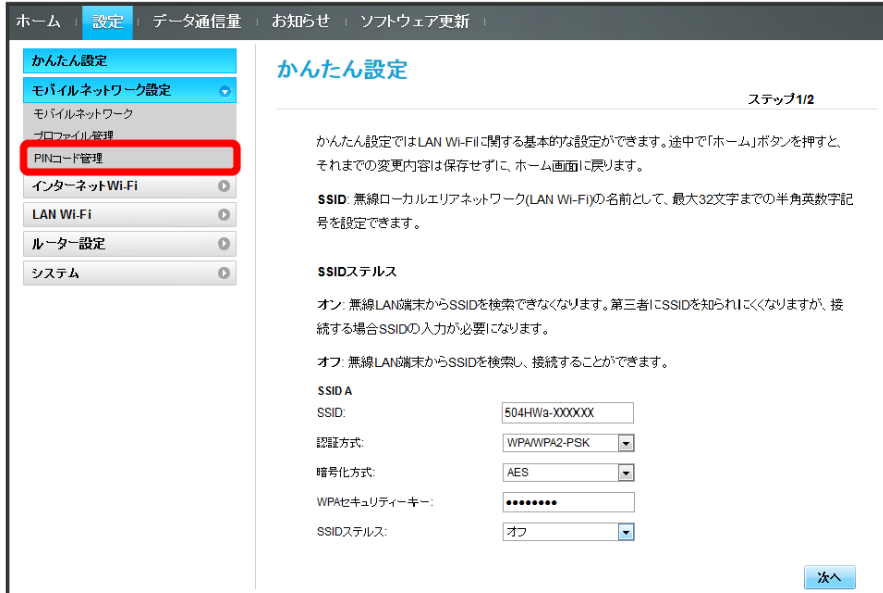 ホーム 設定 データ通信量 お知らせ ソフトウェア更新
かんたん設定
モバイルネットワーク設定
モバイルネットワーク
プロファイル管理
PINコード管理
インターネットWi-Fi
LAN Wi-Fi
ルーター設定
システム
かんたん設定
ステップ1/2
かんたん設定ではLAN Wi-Fiに関する基本的な設定ができます。途中で「ホーム」ボタンを押すと、
それまでの変更内容は保存せずに、ホーム画面に戻ります。
SSID: 無線ローカルエリアネットワーク(LAN Wi-Fi)の名前として、最大32文字までの半角英数字記
号を設定できます。
SSIDステルス
オン: 無線LAN端末からSSIDを検索できなくなります。第三者にSSIDを知られにくくなりますが、接
続する場合SSIDの入力が必要になります。
オフ: 無線LAN端末からSSIDを検索し、接続することができます。
SSID A
SSID: 504HWa-XXXXXX
認証方式: WPA/WPA2-PSK
暗号化方式: AES
WPAセキュリティーキー: ••••••••
SSIDステルス: オフ
次へ